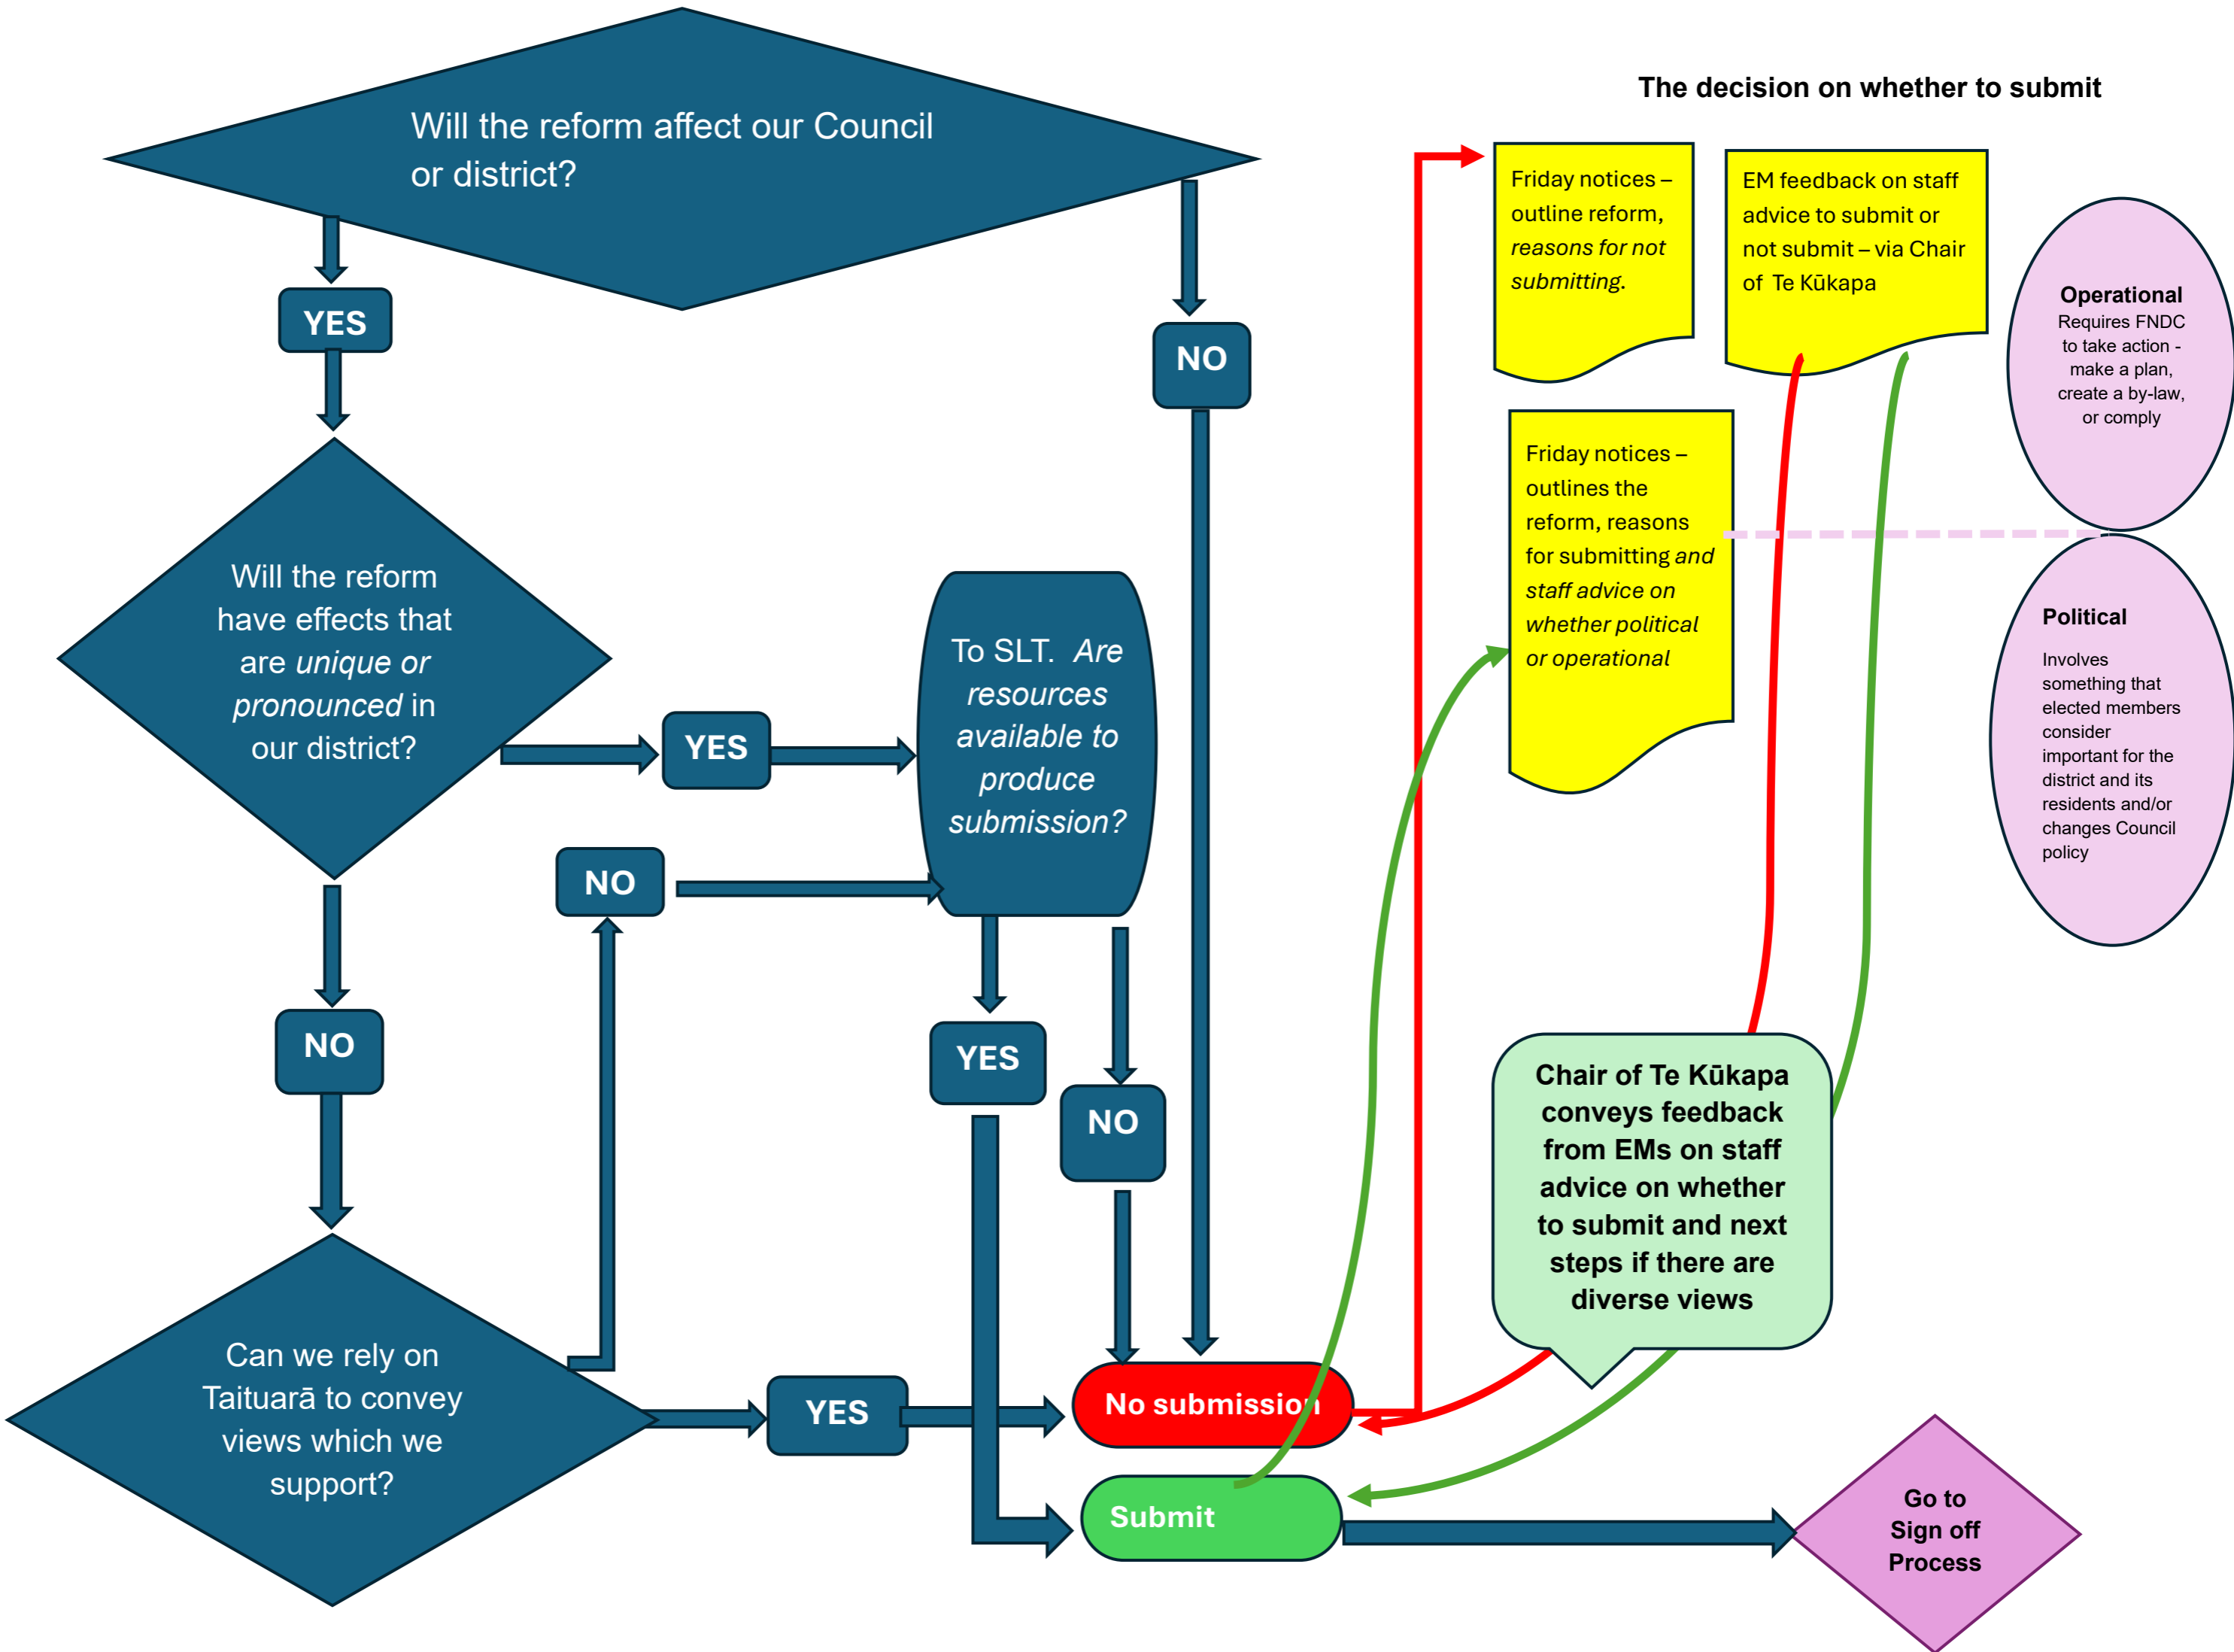 The decision on whether to submit
Will the reform affect our Council
or district?
YES
NO
Will the reform
have effects that
are unique or
pronounced in
our district?
YES
NO
To SLT. Are
resources
available to
produce
submission?
YES
NO
NO
Can we rely on
Taituarā to convey
views which we
support?
YES
No submission
Submit
Friday notices –
outline reform,
reasons for not
submitting.
EM feedback on staff
advice to submit or
not submit – via Chair
of Te Kūkapa
Friday notices –
outlines the
reform, reasons
for submitting and
staff advice on
whether political
or operational
Operational
Requires FNDC
to take action -
make a plan,
create a by-law,
or comply
Political
Involves
something that
elected members
consider
important for the
district and its
residents and/or
changes Council
policy
Chair of Te Kūkapa
conveys feedback
from EMs on staff
advice on whether
to submit and next
steps if there are
diverse views
Go to
Sign off
Process